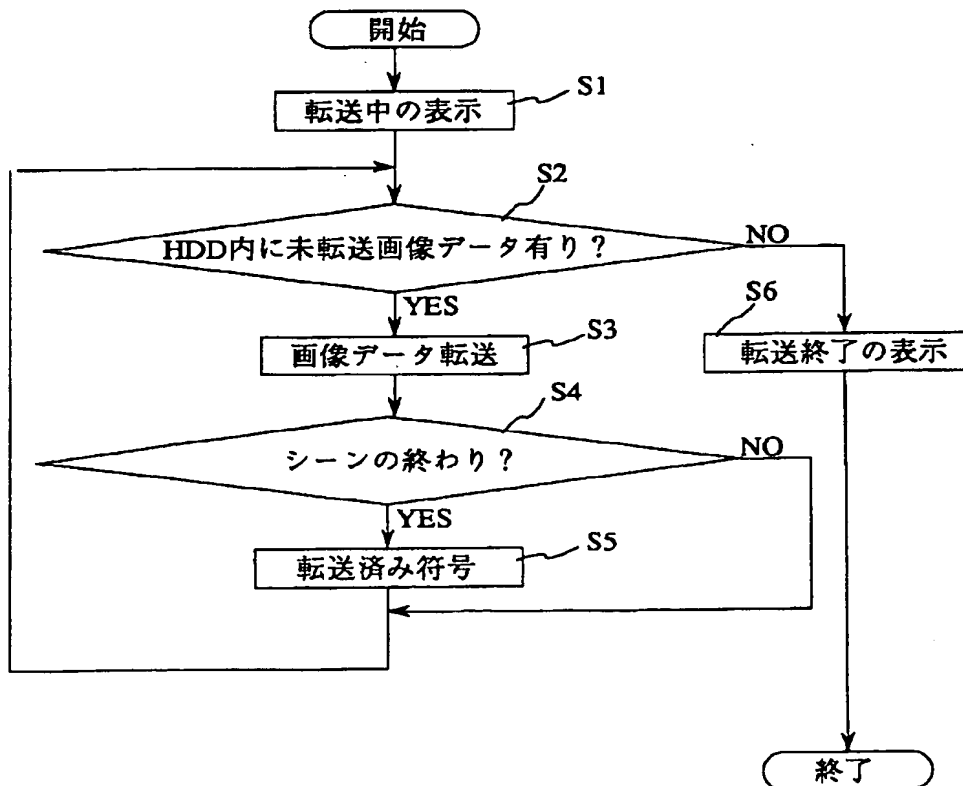 開始
S1
転送中の表示
S2
HDD内に未転送画像データ有り?
NO
YES
S6
転送終了の表示
S3
画像データ転送
S4
シーンの終わり?
NO
YES
S5
転送済み符号
終了